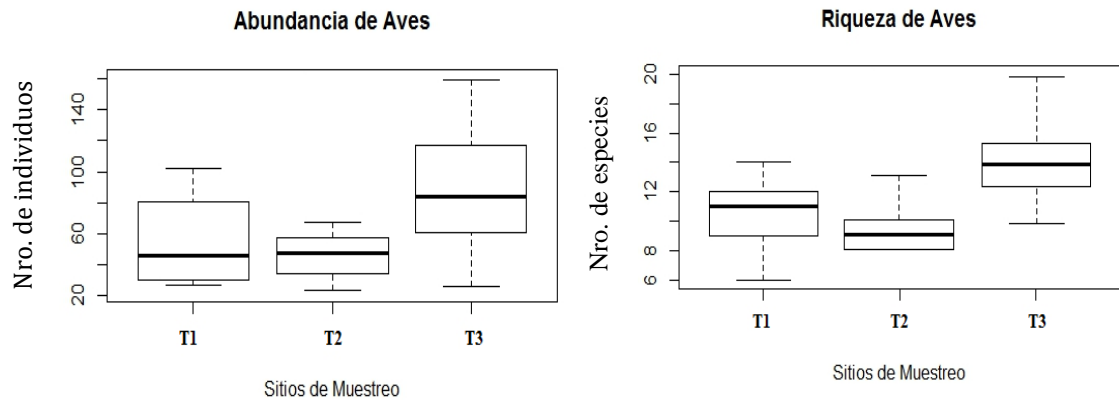 Abundancia de Aves
Nro. de individuos
140
100
60
20
T1 T2 T3
Sitios de Muestreo
Riqueza de Aves
Nro. de especies
20
16
12
8
6
T1 T2 T3
Sitios de Muestreo